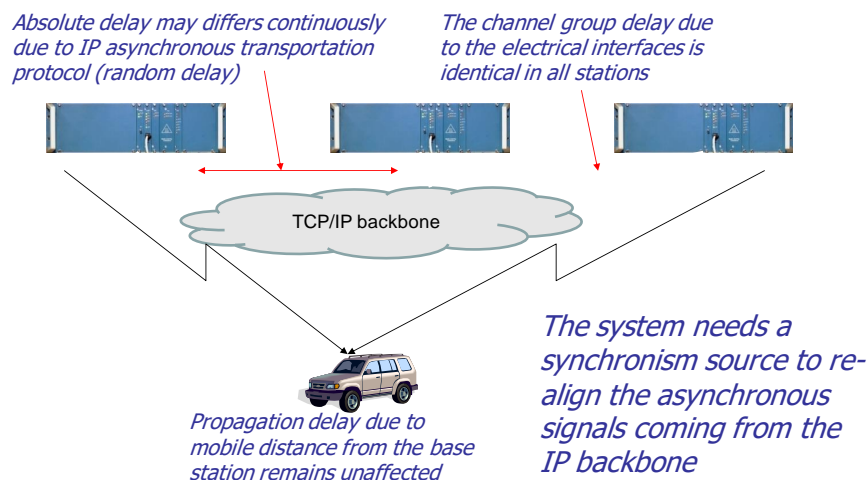 Absolute delay may differs continuously
due to IP asynchronous transportation
protocol (random delay)
The channel group delay due
to the electrical interfaces is
identical in all stations
TCP/IP backbone
Propagation delay due to
mobile distance from the base
station remains unaffected
The system needs a
synchronism source to re-
align the asynchronous
signals coming from the
IP backbone